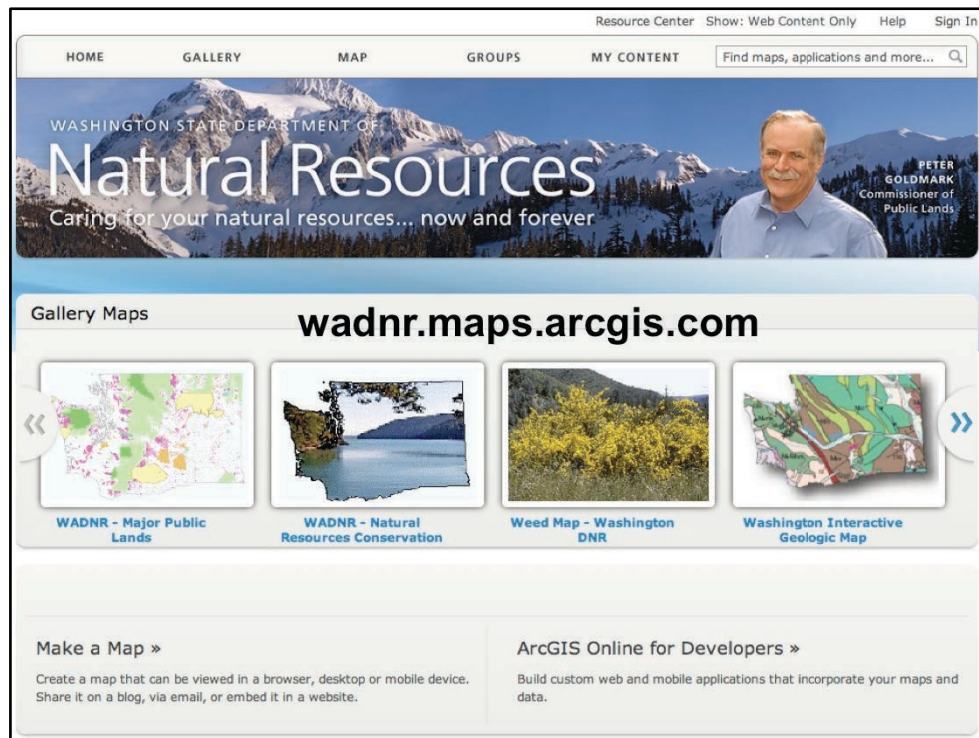 Resource Center Show: Web Content Only Help Sign In
HOME GALLERY MAP GROUPS MY CONTENT Find maps, applications and more...
WASHINGTON STATE DEPARTMENT OF
Natural Resources
Caring for your natural resources... now and forever
PETER
GOLDMARK
Commissioner of
Public Lands
Gallery Maps
wadnr.maps.arcgis.com
WADNR - Major Public
Lands
WADNR - Natural
Resources Conservation
Weed Map - Washington
DNR
Washington Interactive
Geologic Map
Make a Map »
Create a map that can be viewed in a browser, desktop or mobile device.
Share it on a blog, via email, or embed it in a website.
ArcGIS Online for Developers »
Build custom web and mobile applications that incorporate your maps and
data.